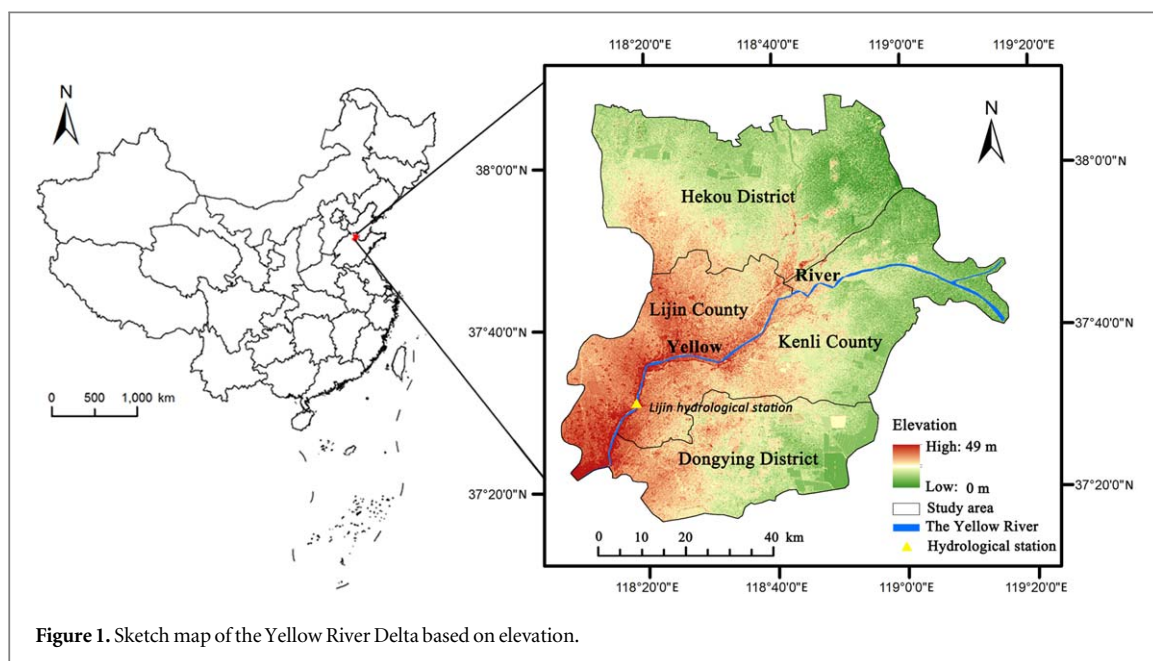 118°20'0"E 118°40'0"E 119°0'0"E 119°20'0"E
N
N
38°0'0"N
38°0'0"N
Hekou District
River
Lijin County
37°40'0"N
37°40'0"N
Kenli County
Yellow
0 500 1,000 km
Lijin hydrological station
Elevation
High: 49 m
Dongying District
Low: 0 m
37°20'0"N
37°20'0"N
Study area
The Yellow River
0 20 40 km
Hydrological station
118°20'0"E 118°40'0"E 119°0'0"E 119°20'0"E
Figure 1. Sketch map of the Yellow River Delta based on elevation.